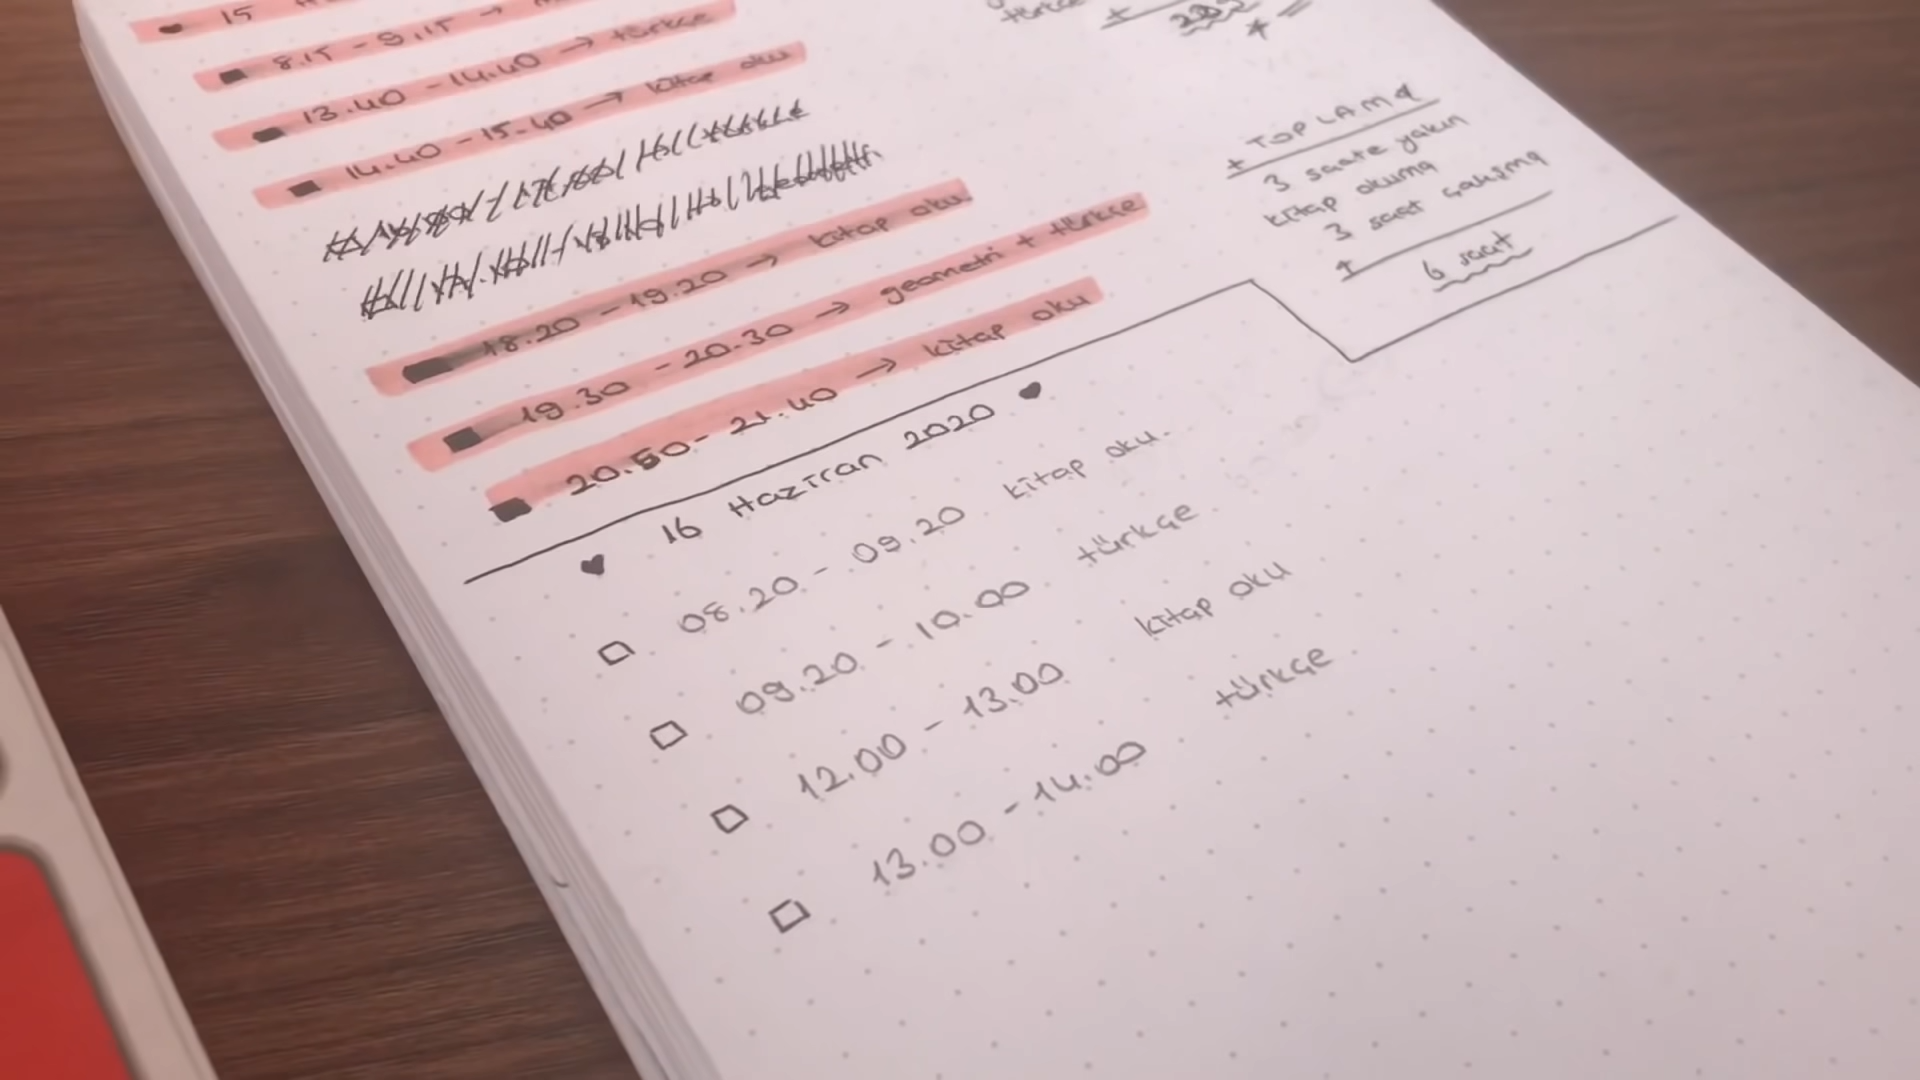 15
8.15 - 9.15 →
13.40 - 14.40 → türkçe
14.40 - 15.40 → kitap oku
18.20 - 19.20 → kitap oku.
19.30 - 20.30 → geometri + türkçe
20.50 - 21.40 → kitap oku
türkçe
+ TOPLAMA
3 saate yakın
kitap okuma
3 saat çalışma
+
6 saat
♥ 16 Haziran 2020 ♥
08.20 - 09.20 kitap oku.
09.20 - 10.00 türkçe
12.00 - 13.00 kitap oku
13.00 - 14.00 türkçe